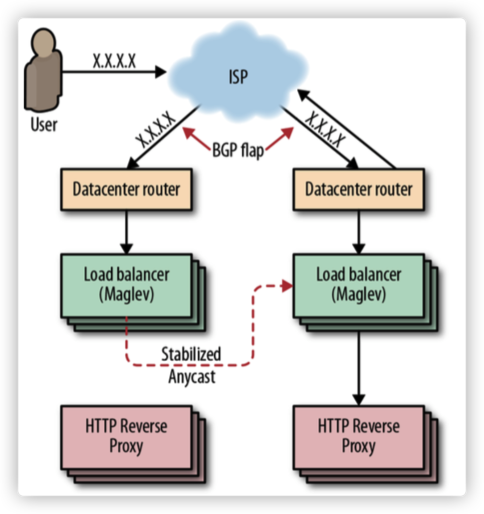 X.X.X.X
ISP
User
X.X.X.X
X.X.X.X
BGP flap
Datacenter router
Datacenter router
Load balancer
(Maglev)
Load balancer
(Maglev)
Stabilized
Anycast
HTTP Reverse
Proxy
HTTP Reverse
Proxy